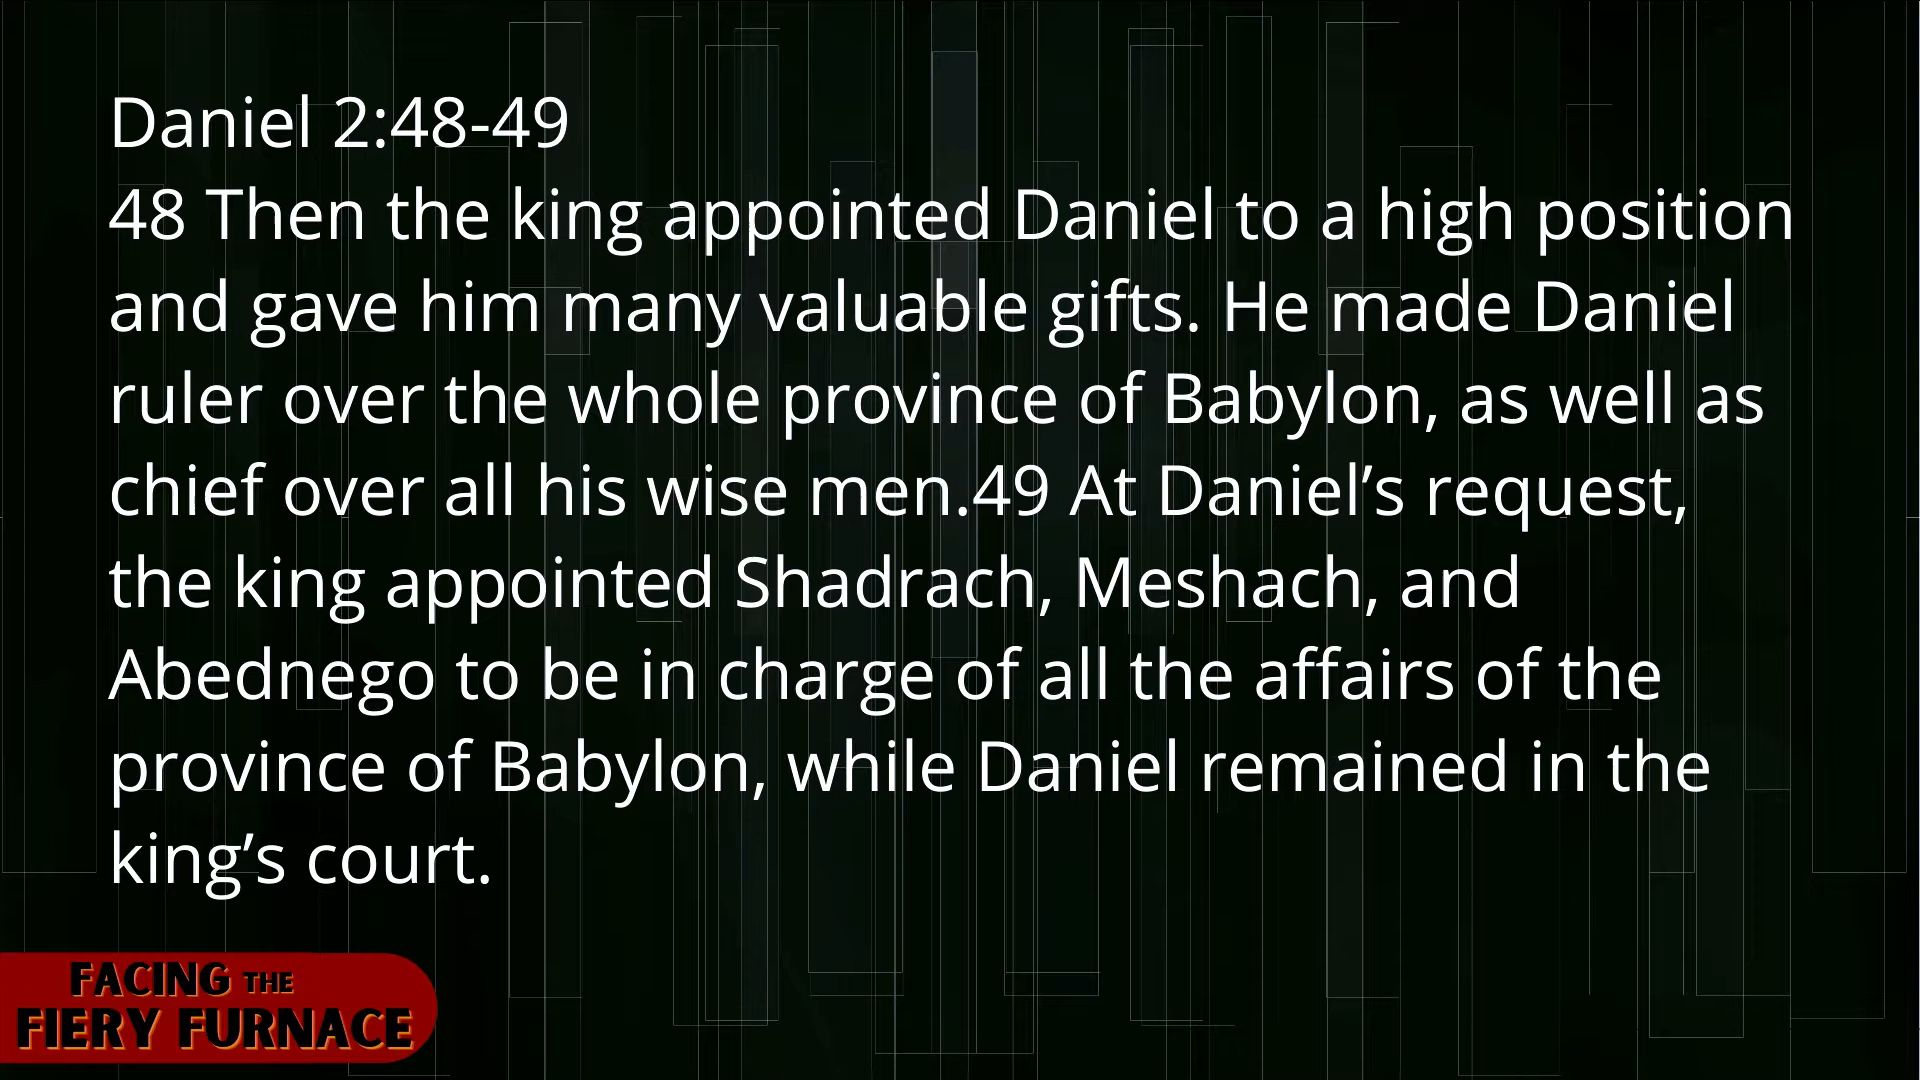 Daniel 2:48-49
48 Then the king appointed Daniel to a high position
and gave him many valuable gifts. He made Daniel
ruler over the whole province of Babylon, as well as
chief over all his wise men.49 At Daniel’s request,
the king appointed Shadrach, Meshach, and
Abednego to be in charge of all the affairs of the
province of Babylon, while Daniel remained in the
king’s court.
FACING THE
FIERY FURNACE